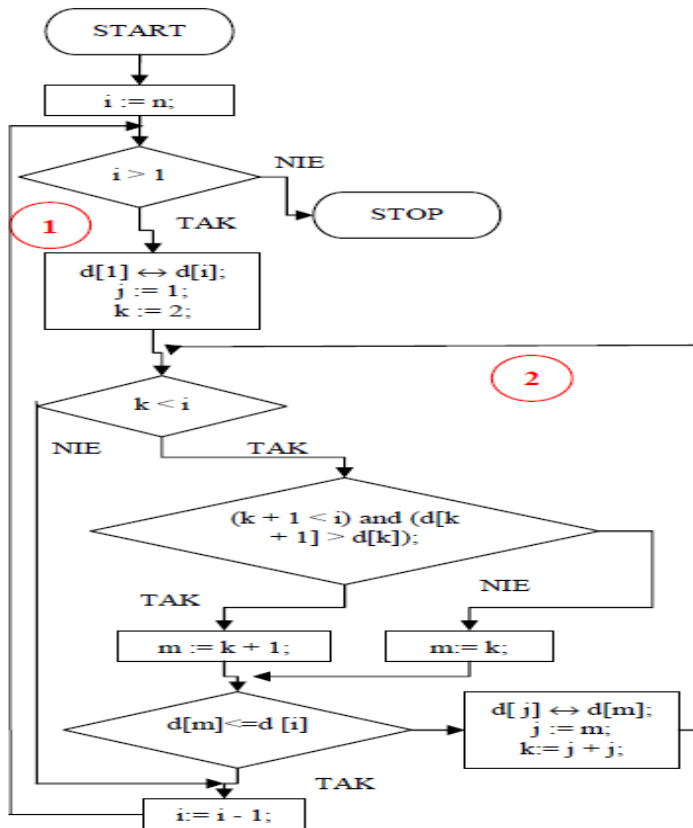 START
i := n;
i > 1
NIE
STOP
1
TAK
d[1] ↔ d[i];
j := 1;
k := 2;
2
k < i
NIE
TAK
(k + 1 < i) and (d[k
+ 1] > d[k]);
TAK
NIE
m := k + 1;
m:= k;
d[m]<=d [i]
d[ j] ↔ d[m];
j := m;
k:= j + j;
TAK
i:= i - 1;